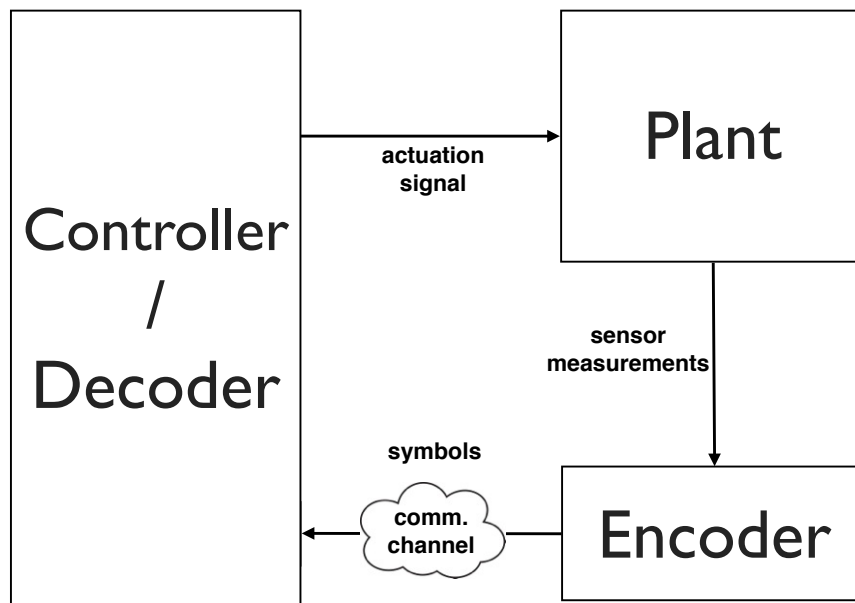 Controller
/
Decoder
actuation
signal
Plant
sensor
measurements
symbols
comm.
channel
Encoder